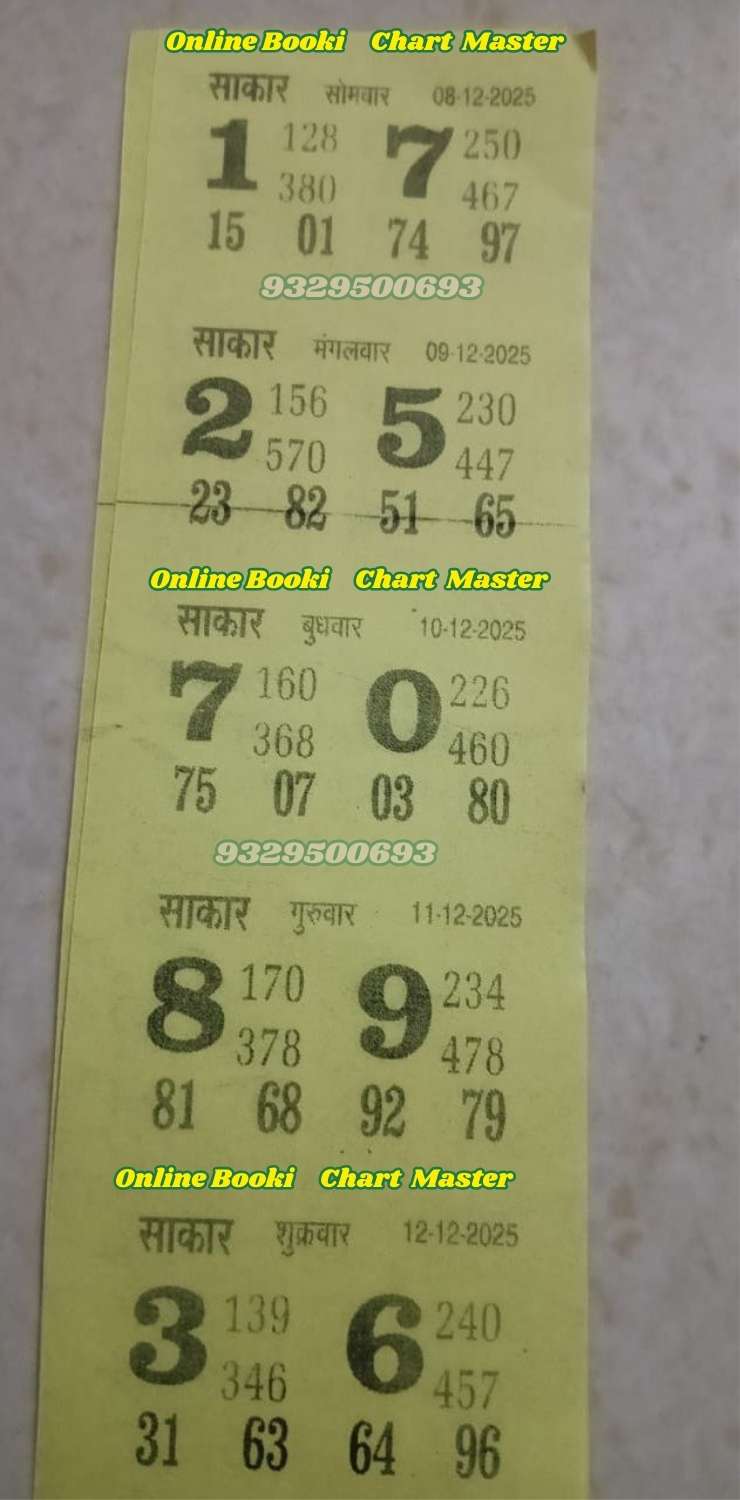 Online Booki Chart Master
साकार सोमवार 08-12-2025
1 128 7 250
380 467
15 01 74 97
9329500693
साकार मंगलवार 09-12-2025
2 156 5 230
570 447
23 82 51 65
Online Booki Chart Master
साकार बुधवार 10-12-2025
7 160 0 226
368 460
75 07 03 80
9329500693
साकार गुरुवार 11-12-2025
8 170 9 234
378 478
81 68 92 79
Online Booki Chart Master
साकार शुक्रवार 12-12-2025
3 139 6 240
346 457
31 63 64 96